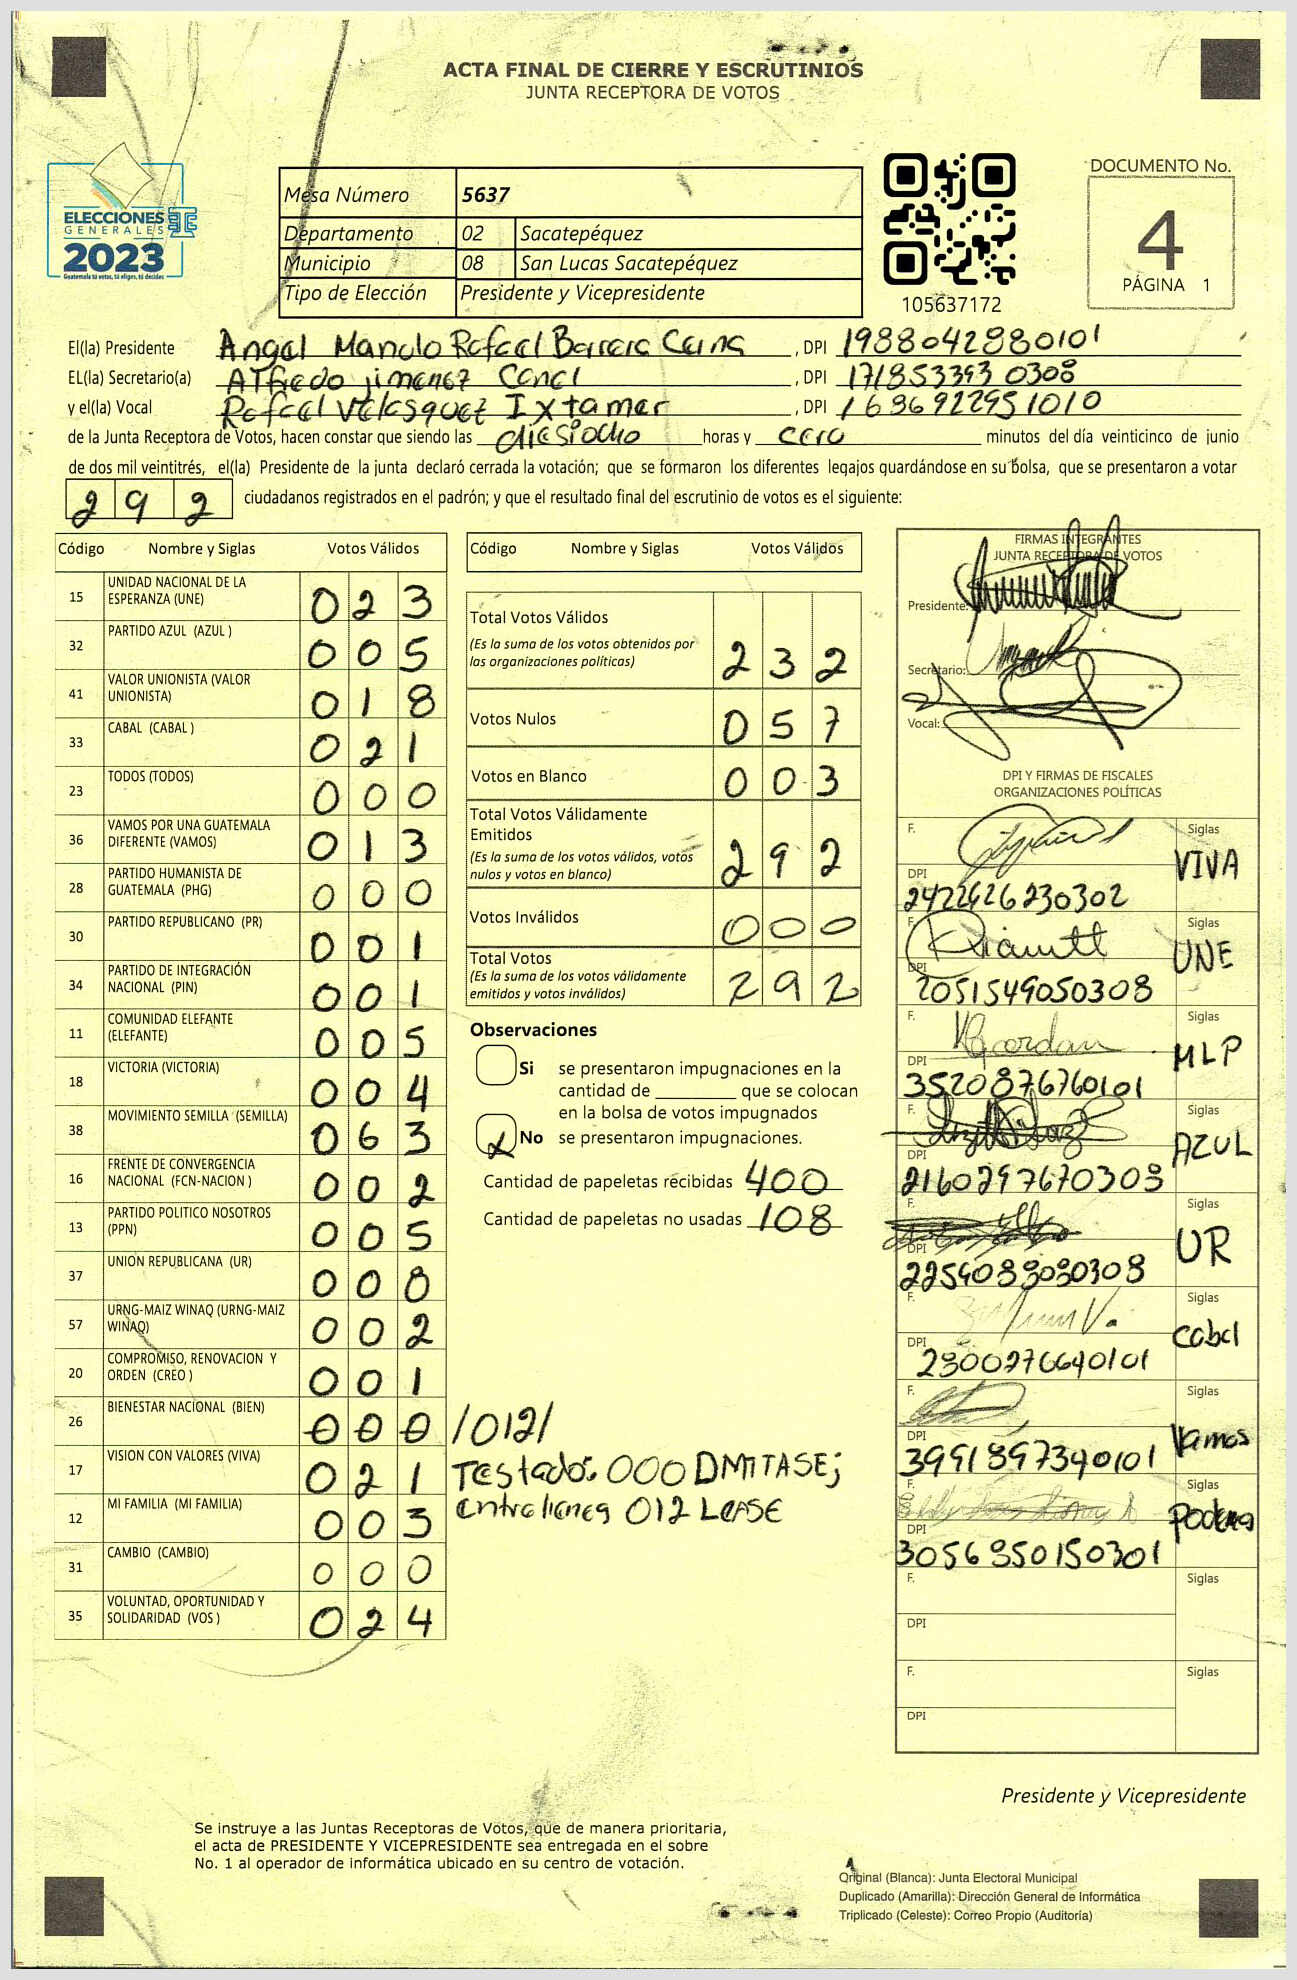 ACTA FINAL DE CIERRE Y ESCRUTINIOS
JUNTA RECEPTORA DE VOTOS
ELECCIONES
GENERALES
2023
Guatemala tú votas, tú eliges, tú decides
Mesa Número 5637
Departamento 02 Sacatepéquez
Municipio 08 San Lucas Sacatepéquez
Tipo de Elección Presidente y Vicepresidente
105637172
DOCUMENTO No.
4
PÁGINA 1
El(la) Presidente Angel Manolo Rafael Barrera Cerna , DPI 1988042880101
EL(la) Secretario(a) Alfredo jimenez Canel , DPI 171853393 0308
y el(la) Vocal Rafael Velasquez Ixtamer , DPI 1636922951010
de la Junta Receptora de Votos, hacen constar que siendo las diesiocho horas y cero minutos del día veinticinco de junio
de dos mil veintitrés, el(la) Presidente de la junta declaró cerrada la votación; que se formaron los diferentes legajos guardándose en su bolsa, que se presentaron a votar
292 ciudadanos registrados en el padrón; y que el resultado final del escrutinio de votos es el siguiente:
Código Nombre y Siglas Votos Válidos
15 UNIDAD NACIONAL DE LA ESPERANZA (UNE) 023
32 PARTIDO AZUL (AZUL ) 005
41 VALOR UNIONISTA (VALOR UNIONISTA) 018
33 CABAL (CABAL ) 021
23 TODOS (TODOS) 000
36 VAMOS POR UNA GUATEMALA DIFERENTE (VAMOS) 013
28 PARTIDO HUMANISTA DE GUATEMALA (PHG) 000
30 PARTIDO REPUBLICANO (PR) 001
34 PARTIDO DE INTEGRACIÓN NACIONAL (PIN) 001
11 COMUNIDAD ELEFANTE (ELEFANTE) 005
18 VICTORIA (VICTORIA) 004
38 MOVIMIENTO SEMILLA (SEMILLA) 063
16 FRENTE DE CONVERGENCIA NACIONAL (FCN-NACION ) 002
13 PARTIDO POLITICO NOSOTROS (PPN) 005
37 UNION REPUBLICANA (UR) 008
57 URNG-MAIZ WINAQ (URNG-MAIZ WINAQ) 002
20 COMPROMISO, RENOVACION Y ORDEN (CREO ) 001
26 BIENESTAR NACIONAL (BIEN) 000 /012/
17 VISION CON VALORES (VIVA) 021
12 MI FAMILIA (MI FAMILIA) 003
31 CAMBIO (CAMBIO) 000
35 VOLUNTAD, OPORTUNIDAD Y SOLIDARIDAD (VOS ) 024
Testado: 000 DMITASE;
entrelineas 012 LEASE
Código Nombre y Siglas Votos Válidos
Total Votos Válidos 232
(Es la suma de los votos obtenidos por
las organizaciones políticas)
Votos Nulos 057
Votos en Blanco 003
Total Votos Válidamente
Emitidos 292
(Es la suma de los votos válidos, votos
nulos y votos en blanco)
Votos Inválidos 000
Total Votos 292
(Es la suma de los votos válidamente
emitidos y votos inválidos)
Observaciones
Si se presentaron impugnaciones en la
cantidad de ________ que se colocan
en la bolsa de votos impugnados
X No se presentaron impugnaciones.
Cantidad de papeletas recibidas 400
Cantidad de papeletas no usadas 108
FIRMAS INTEGRANTES
JUNTA RECEPTORA DE VOTOS
Presidente:
Secretario:
Vocal:
DPI Y FIRMAS DE FISCALES
ORGANIZACIONES POLÍTICAS
F. Siglas VIVA
DPI 2422626230302
F. Siglas UNE
DPI 2051549050308
F. Siglas MLP
DPI 3520876760101
F. Siglas AZUL
DPI 2160297670303
F. Siglas UR
DPI 2254083030308
F. Siglas cabal
DPI 2300276640101
F. Siglas Vamos
DPI 3991897340101
F. Siglas Podemos
DPI 3056350150301
F. Siglas
DPI
F. Siglas
DPI
Presidente y Vicepresidente
Se instruye a las Juntas Receptoras de Votos, que de manera prioritaria,
el acta de PRESIDENTE Y VICEPRESIDENTE sea entregada en el sobre
No. 1 al operador de informática ubicado en su centro de votación.
Original (Blanca): Junta Electoral Municipal
Duplicado (Amarilla): Dirección General de Informática
Triplicado (Celeste): Correo Propio (Auditoría)